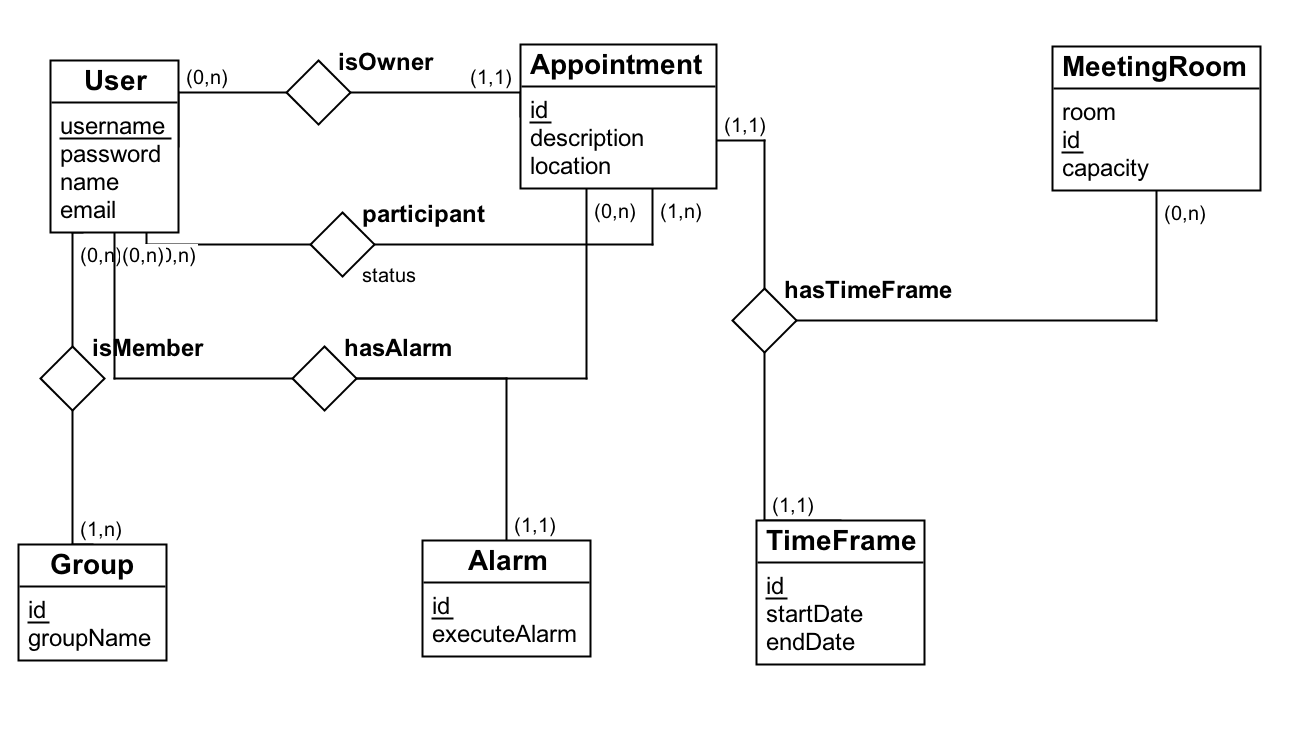 User
username
password
name
email
(0,n)
isOwner
(1,1)
Appointment
id
description
location
(1,1)
MeetingRoom
room
id
capacity
(0,n)
participant
status
(0,n)
(1,n)
(0,n)
(0,n)
,n)
isMember
hasAlarm
hasTimeFrame
(1,n)
Group
id
groupName
(1,1)
Alarm
id
executeAlarm
(1,1)
TimeFrame
id
startDate
endDate